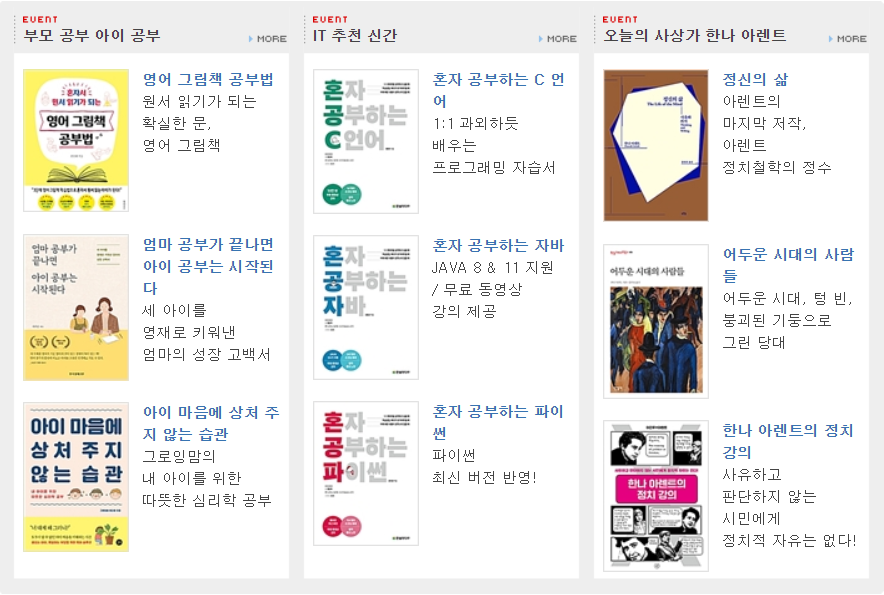 EVENT
부모 공부 아이 공부
MORE
혼자서
원서 읽기가 되는
영어 그림책
공부법
영어 그림책 공부법
원서 읽기가 되는
확실한 문,
영어 그림책
엄마 공부가
끝나면
아이 공부는
시작된다
엄마 공부가 끝나면
아이 공부는 시작된
다
세 아이를
영재로 키워낸
엄마의 성장 고백서
아이 마음에
상처 주지
않는 습관
아이 마음에 상처 주
지 않는 습관
그로잉맘의
내 아이를 위한
따뜻한 심리학 공부
EVENT
IT 추천 신간
MORE
혼자
공부하는
C언어
혼자 공부하는 C 언
어
1:1 과외하듯
배우는
프로그래밍 자습서
혼자
공부하는
자바
혼자 공부하는 자바
JAVA 8 & 11 지원
/ 무료 동영상
강의 제공
혼자
공부하는
파이썬
혼자 공부하는 파이
썬
파이썬
최신 버전 반영!
EVENT
오늘의 사상가 한나 아렌트
MORE
정신의 삶
The Life of the Mind
정신의 삶
아렌트의
마지막 저작,
아렌트
정치철학의 정수
어두운 시대의 사람들
어두운 시대의 사람
들
어두운 시대, 텅 빈,
붕괴된 기둥으로
그린 당대
한나 아렌트의
정치 강의
한나 아렌트의 정치
강의
사유하고
판단하지 않는
시민에게
정치적 자유는 없다!